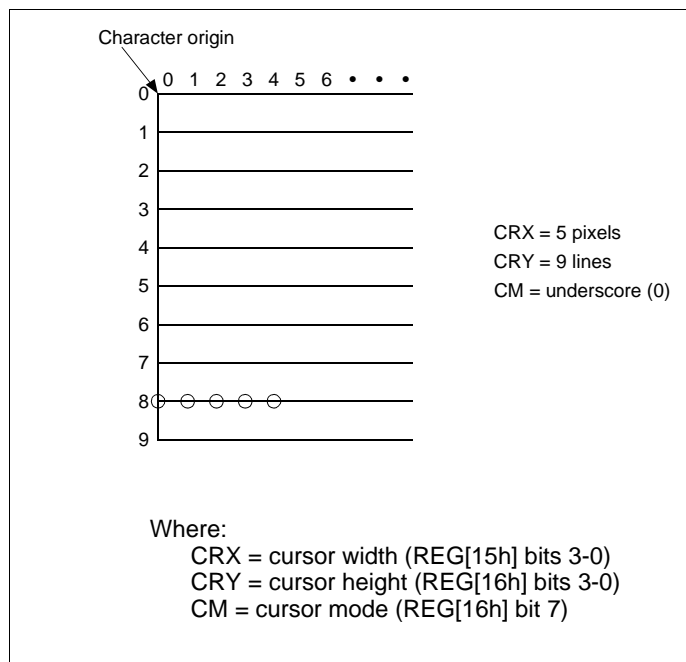 Character origin
0 1 2 3 4 5 6 • • •
0
1
2
3
4
5
6
7
8
9
CRX = 5 pixels
CRY = 9 lines
CM = underscore (0)
Where:
CRX = cursor width (REG[15h] bits 3-0)
CRY = cursor height (REG[16h] bits 3-0)
CM = cursor mode (REG[16h] bit 7)